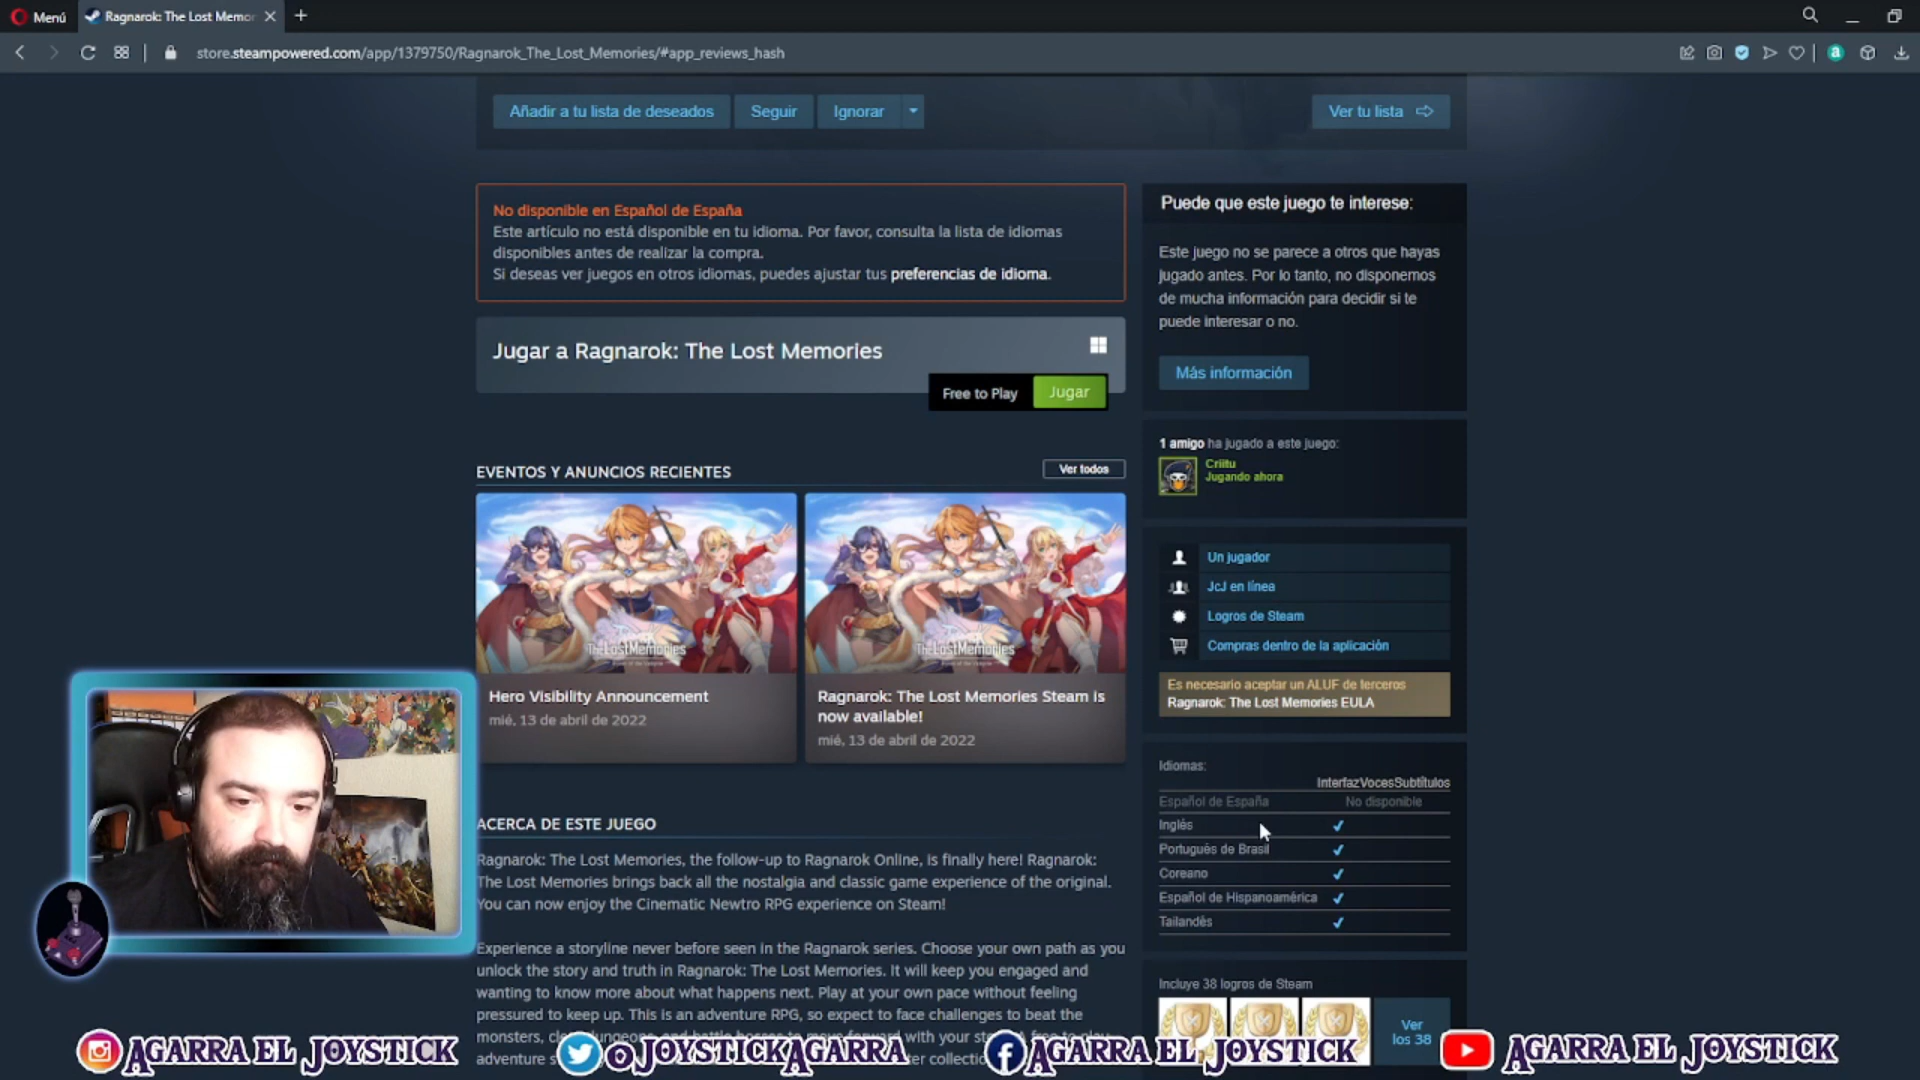 Menú
Ragnarok: The Lost Memor
store.steampowered.com/app/1379750/Ragnarok_The_Lost_Memories/#app_reviews_hash
Añadir a tu lista de deseados
Seguir
Ignorar
Ver tu lista
No disponible en Español de España
Este artículo no está disponible en tu idioma. Por favor, consulta la lista de idiomas
disponibles antes de realizar la compra.
Si deseas ver juegos en otros idiomas, puedes ajustar tus preferencias de idioma.
Jugar a Ragnarok: The Lost Memories
Free to Play
Jugar
EVENTOS Y ANUNCIOS RECIENTES
Ver todos
TheLostMemories
TheLostMemories
Hero Visibility Announcement
mié, 13 de abril de 2022
Ragnarok: The Lost Memories Steam is
now available!
mié, 13 de abril de 2022
ACERCA DE ESTE JUEGO
Ragnarok: The Lost Memories, the follow-up to Ragnarok Online, is finally here! Ragnarok:
The Lost Memories brings back all the nostalgia and classic game experience of the original.
You can now enjoy the Cinematic Newtro RPG experience on Steam!
Experience a storyline never before seen in the Ragnarok series. Choose your own path as you
unlock the story and truth in Ragnarok: The Lost Memories. It will keep you engaged and
wanting to know more about what happens next. Play at your own pace without feeling
pressured to keep up. This is an adventure RPG, so expect to face challenges to beat the
monsters, dungeons, and battle bosses to move forward with your
adventure
Puede que este juego te interese:
Este juego no se parece a otros que hayas
jugado antes. Por lo tanto, no disponemos
de mucha información para decidir si te
puede interesar o no.
Más información
1 amigo ha jugado a este juego:
Criitu
Jugando ahora
Un jugador
JcJ en línea
Logros de Steam
Compras dentro de la aplicación
Es necesario aceptar un ALUF de terceros
Ragnarok: The Lost Memories EULA
Idiomas:
InterfazVocesSubtítulos
Español de España No disponible
Inglés ✔
Portugués de Brasil ✔
Coreano ✔
Español de Hispanoamérica ✔
Tailandés ✔
Incluye 38 logros de Steam
Ver
los 38
AGARRA EL JOYSTICK
@JOYSTICKAGARRA
AGARRA EL JOYSTICK
AGARRA EL JOYSTICK